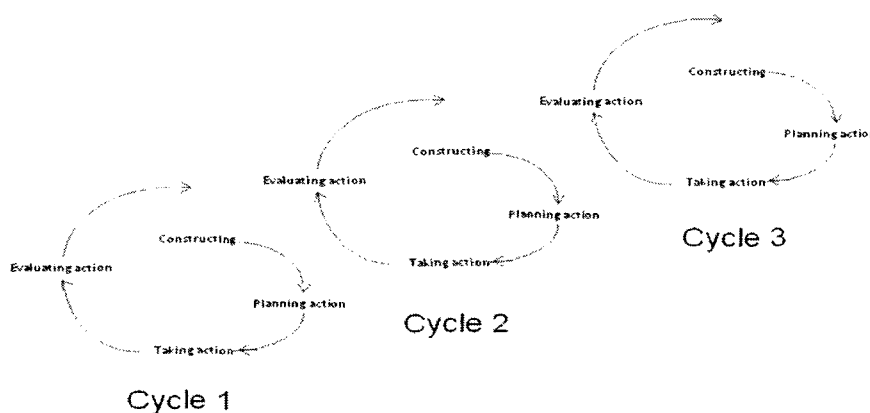 Constructing
Evaluating action
Planning actio
Taking action
Cycle 3
Constructing
Evaluating action
Planning action
Taking action
Cycle 2
Constructing
Evaluating action
Planning action
Taking action
Cycle 1